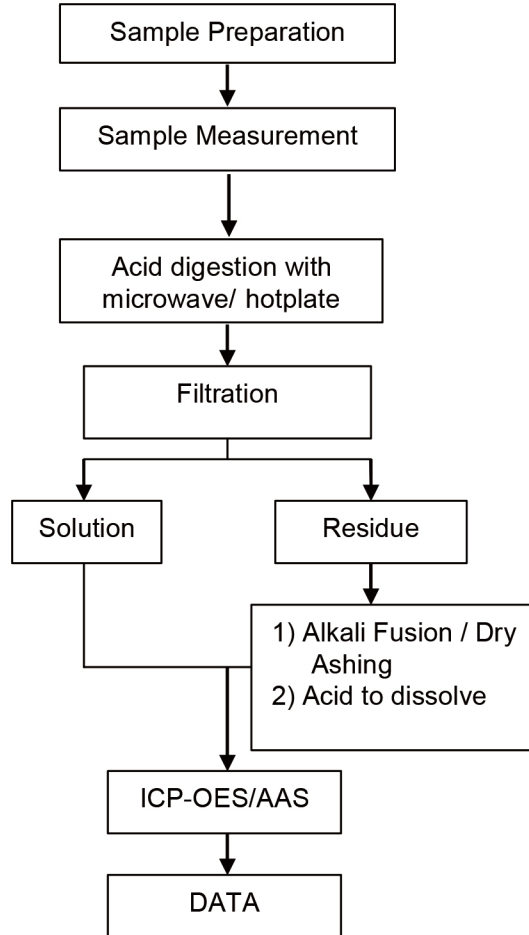 Sample Preparation
Sample Measurement
Acid digestion with
microwave/ hotplate
Filtration
Solution
Residue
1) Alkali Fusion / Dry
Ashing
2) Acid to dissolve
ICP-OES/AAS
DATA